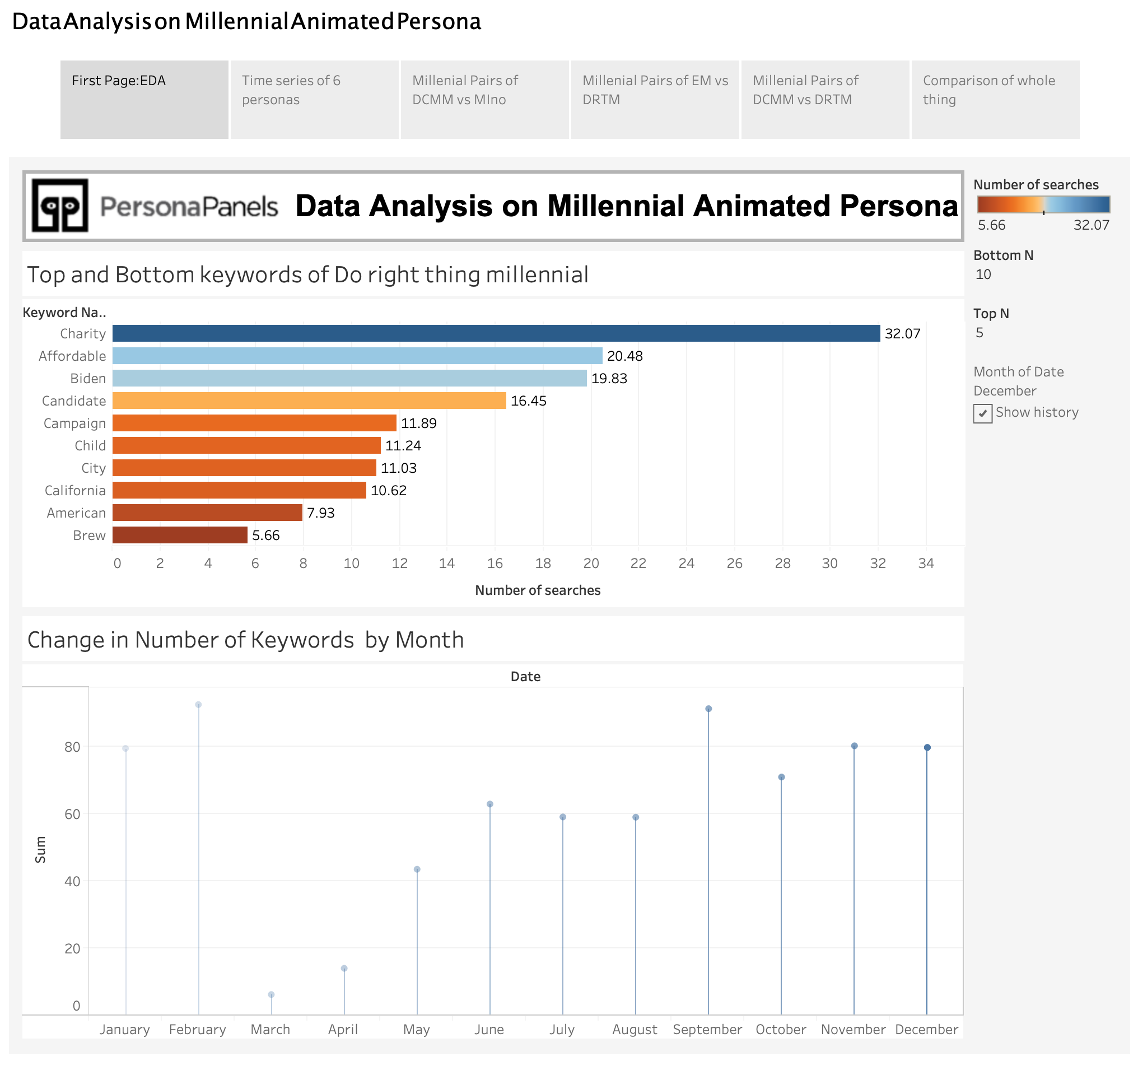 Data Analysis on Millennial Animated Persona
First Page:EDA
Time series of 6
personas
Millenial Pairs of
DCMM vs MIno
Millenial Pairs of EM vs
DRTM
Millenial Pairs of
DCMM vs DRTM
Comparison of whole
thing
PersonaPanels Data Analysis on Millennial Animated Persona
Number of searches
5.66 32.07
Bottom N
10
Top N
5
Month of Date
December
Show history
Top and Bottom keywords of Do right thing millennial
Keyword Na..
Charity 32.07
Affordable 20.48
Biden 19.83
Candidate 16.45
Campaign 11.89
Child 11.24
City 11.03
California 10.62
American 7.93
Brew 5.66
0 2 4 6 8 10 12 14 16 18 20 22 24 26 28 30 32 34
Number of searches
Change in Number of Keywords by Month
Date
80
60
40
20
0
Sum
January February March April May June July August September October November December